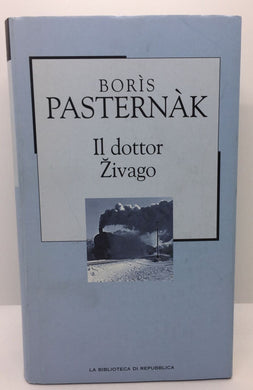 BORÌS
PASTERNÀK
Il dottor
Živago
LA BIBLIOTECA DI REPUBBLICA